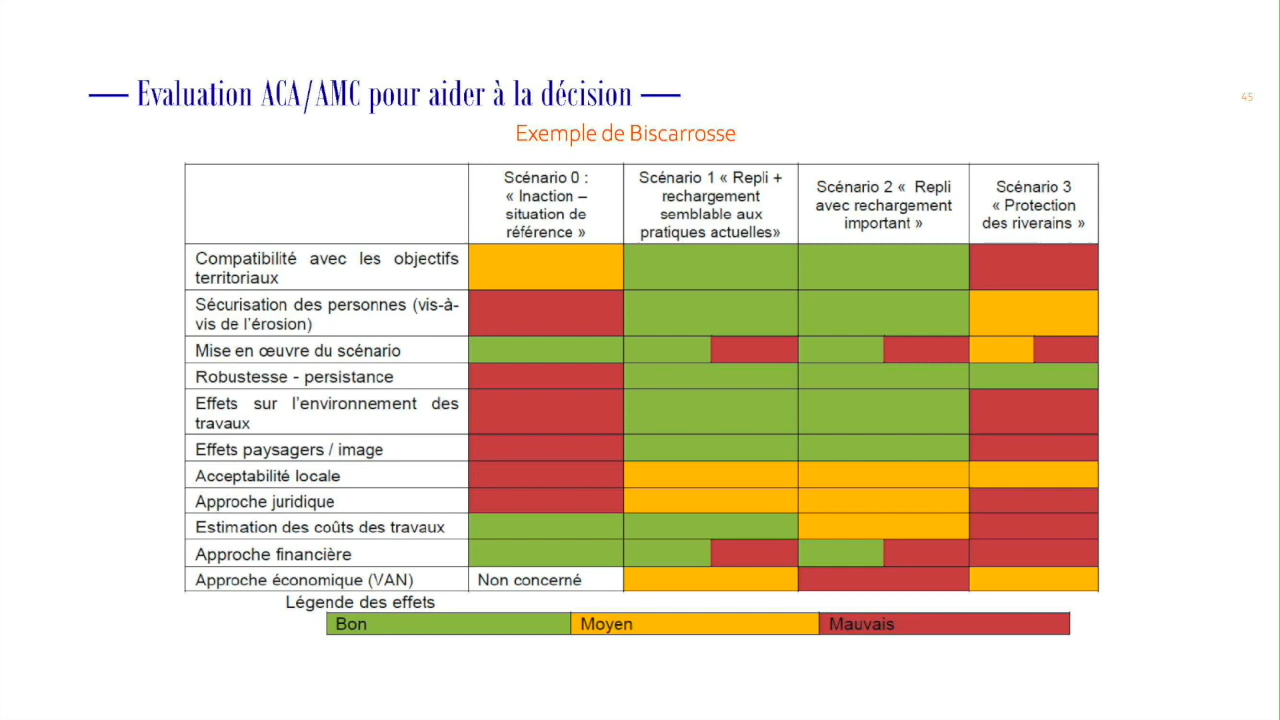 — Evaluation ACA/AMC pour aider à la décision —
45
Exemple de Biscarrosse
Scénario 0 :
« Inaction –
situation de
référence »
Scénario 1 « Repli +
rechargement
semblable aux
pratiques actuelles»
Scénario 2 « Repli
avec rechargement
important »
Scénario 3
« Protection
des riverains »
Compatibilité avec les objectifs
territoriaux
Sécurisation des personnes (vis-à-
vis de l'érosion)
Mise en œuvre du scénario
Robustesse - persistance
Effets sur l'environnement des
travaux
Effets paysagers / image
Acceptabilité locale
Approche juridique
Estimation des coûts des travaux
Approche financière
Approche économique (VAN)
Non concerné
Légende des effets
Bon
Moyen
Mauvais